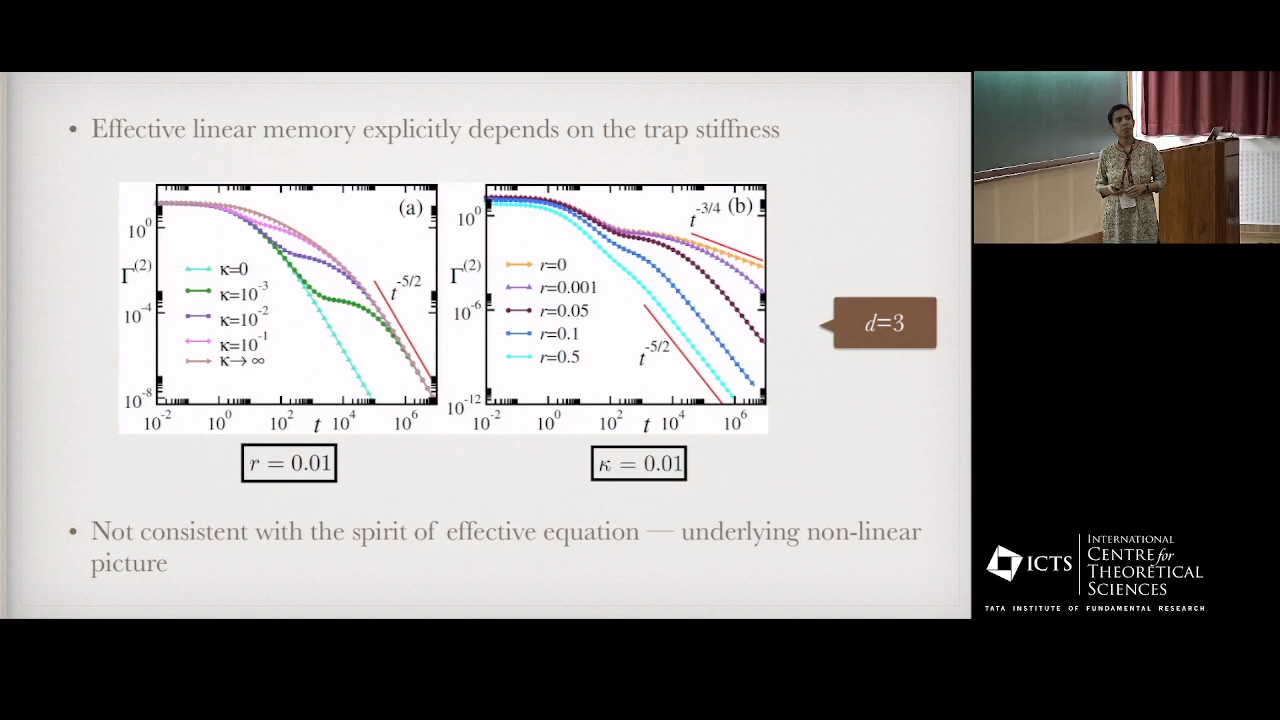 • Effective linear memory explicitly depends on the trap stiffness
(a)
10^0
Γ^(2)
10^-4
10^-8
κ=0
κ=10^-3
κ=10^-2
κ=10^-1
κ→∞
t^-5/2
10^-2 10^0 10^2 t 10^4 10^6
r = 0.01
(b)
10^0
Γ^(2)
10^-6
10^-12
r=0
r=0.001
r=0.05
r=0.1
r=0.5
t^-3/4
t^-5/2
10^-2 10^0 10^2 t 10^4 10^6
κ = 0.01
d=3
• Not consistent with the spirit of effective equation — underlying non-linear
picture
ICTS
INTERNATIONAL
CENTRE for
THEORETICAL
SCIENCES
TATA INSTITUTE OF FUNDAMENTAL RESEARCH